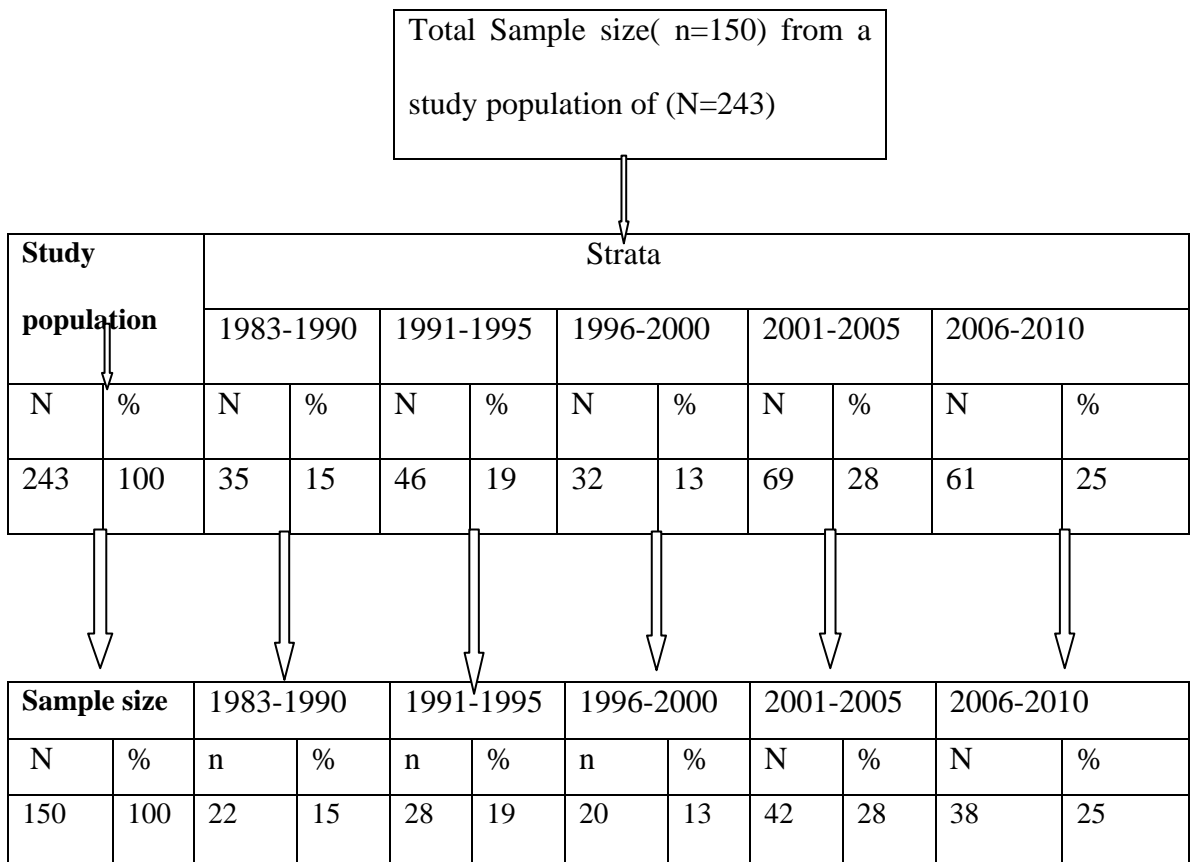 Total Sample size( n=150) from a
study population of (N=243)
Study population Strata
1983-1990 1991-1995 1996-2000 2001-2005 2006-2010
N % N % N % N % N % N %
243 100 35 15 46 19 32 13 69 28 61 25
Sample size 1983-1990 1991-1995 1996-2000 2001-2005 2006-2010
N % n % n % n % N % N %
150 100 22 15 28 19 20 13 42 28 38 25